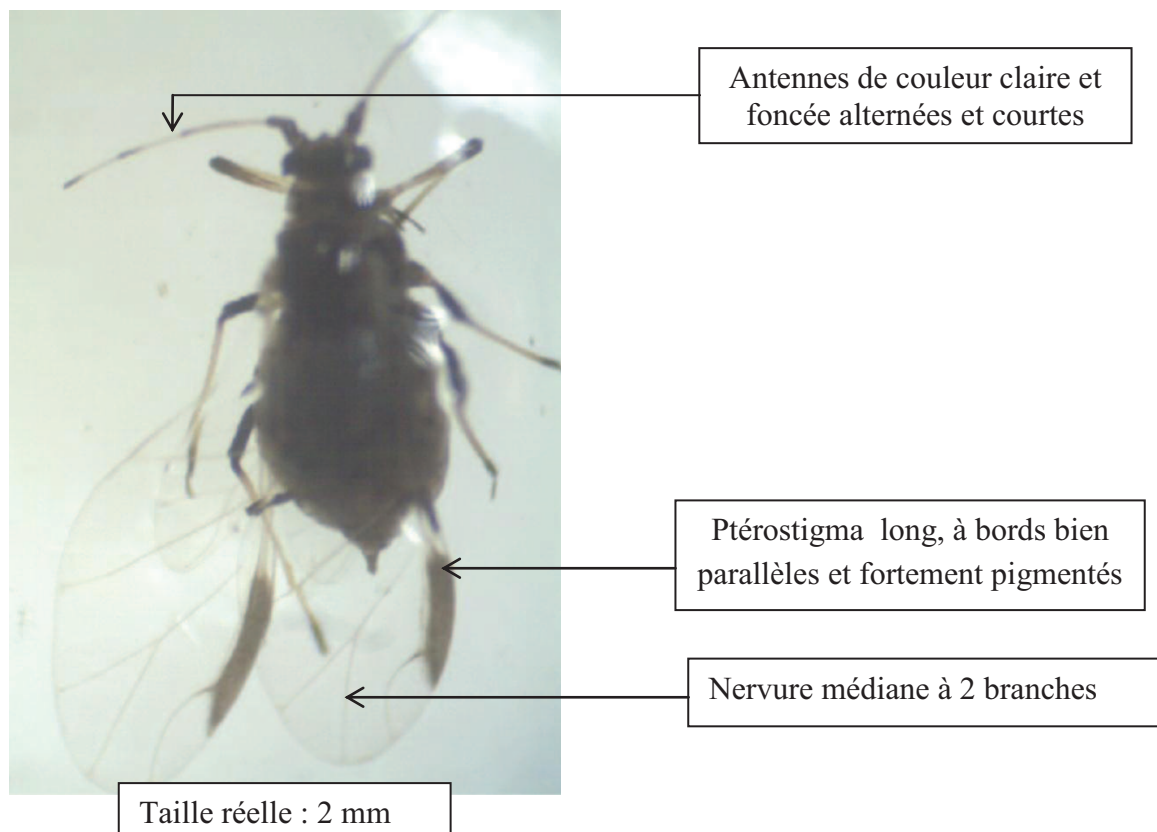 Antennes de couleur claire et
foncée alternées et courtes
Ptérostigma  long, à bords bien
parallèles et fortement pigmentés
Nervure médiane à 2 branches
Taille réelle : 2 mm